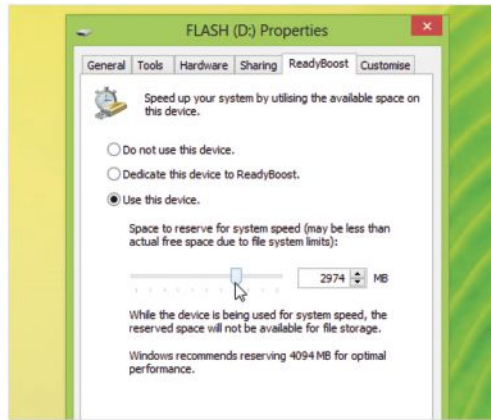 FLASH (D:) Properties
General Tools Hardware Sharing ReadyBoost Customise
Speed up your system by utilising the available space on
this device.
Do not use this device.
Dedicate this device to ReadyBoost.
Use this device.
Space to reserve for system speed (may be less than
actual free space due to file system limits):
2974 MB
While the device is being used for system speed, the
reserved space will not be available for file storage.
Windows recommends reserving 4094 MB for optimal
performance.